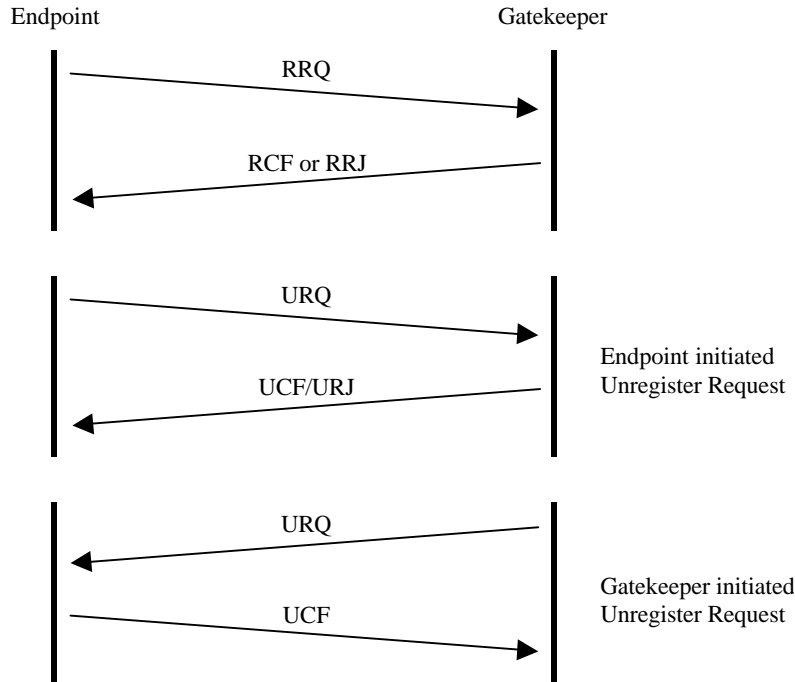 Endpoint
Gatekeeper
RRQ
RCF or RRJ
URQ
UCF/URJ
Endpoint initiated
Unregister Request
URQ
UCF
Gatekeeper initiated
Unregister Request